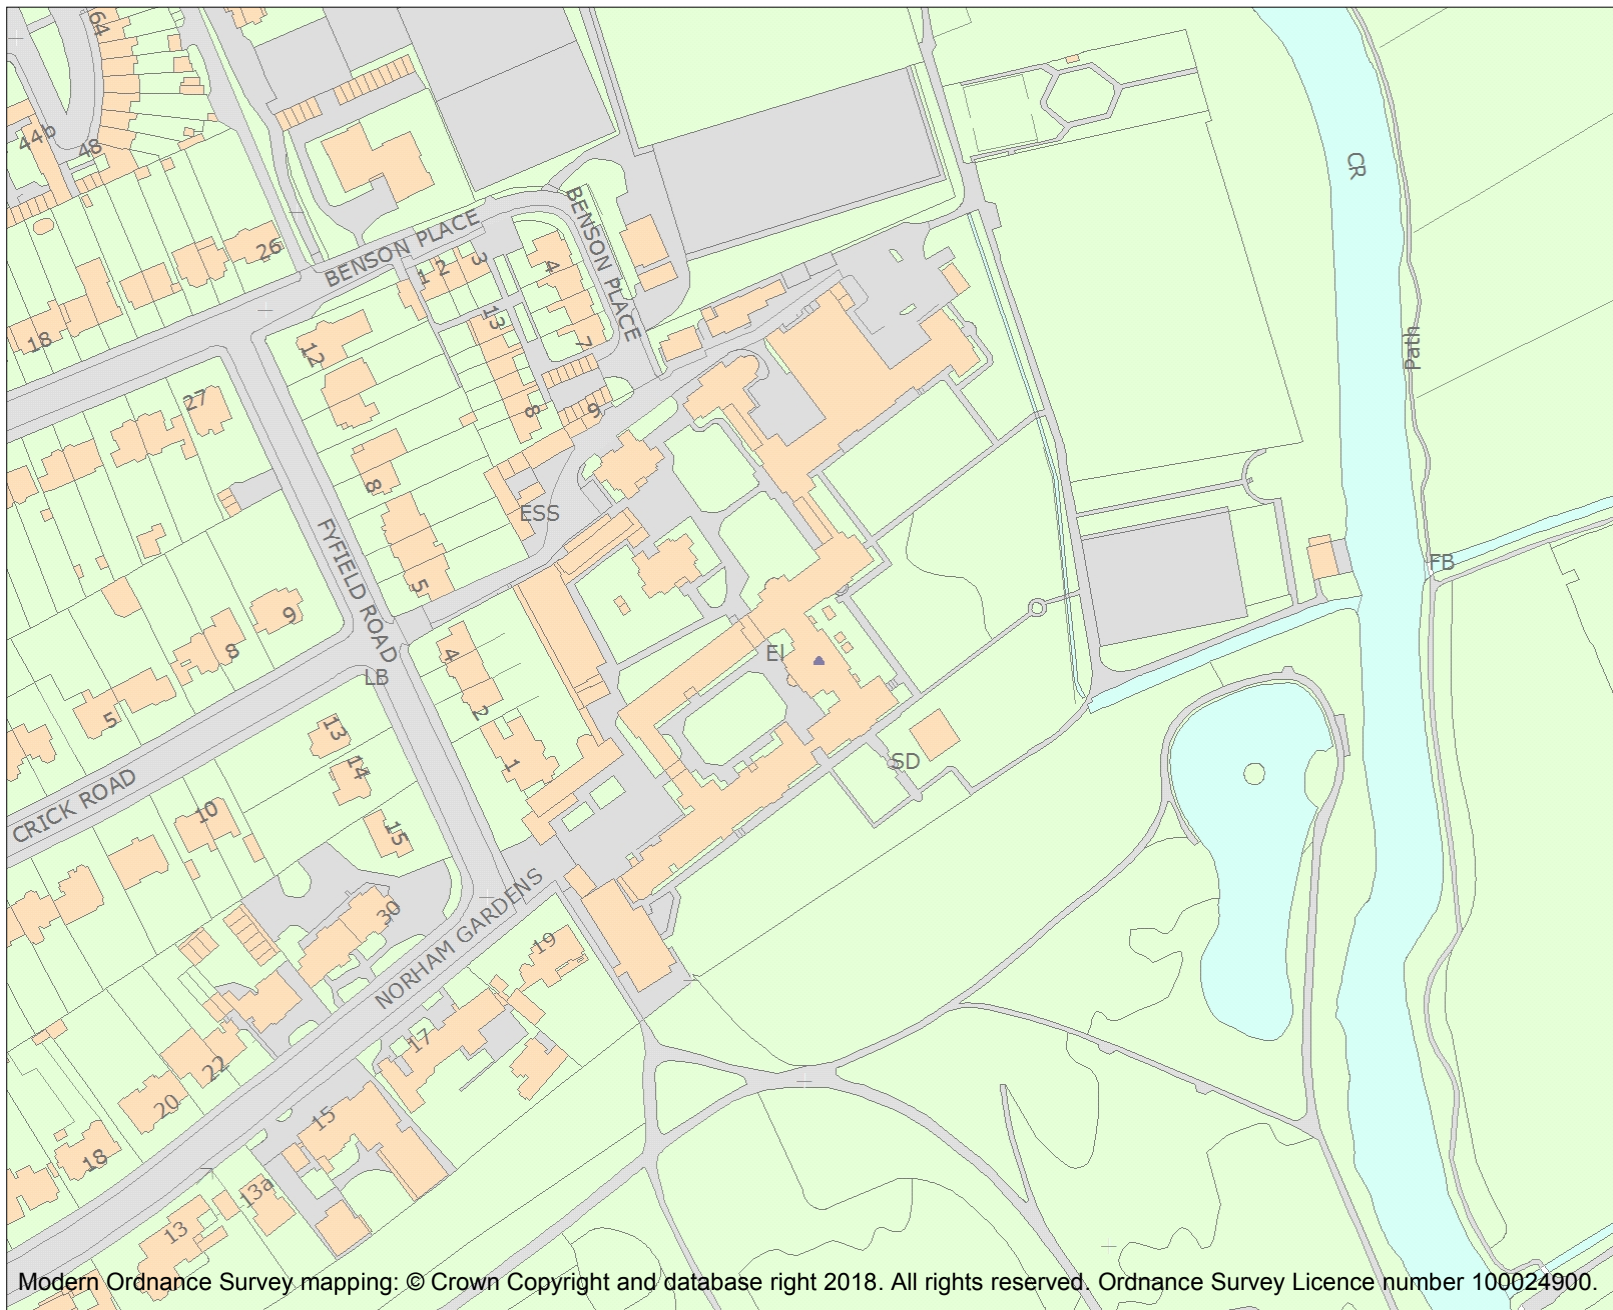 64
44b
48
CR
BENSON PLACE
BENSON PLACE
26
1
2
3
4
18
13
7
12
Path
27
8
9
8
ESS
FYFIELD ROAD
5
FB
9
8
4
El
LB
5
2
13
1
SD
14
CRICK ROAD
10
15
NORHAM GARDENS
30
19
17
22
20
15
18
13a
13
Modern Ordnance Survey mapping: © Crown Copyright and database right 2018. All rights reserved. Ordnance Survey Licence number 100024900.